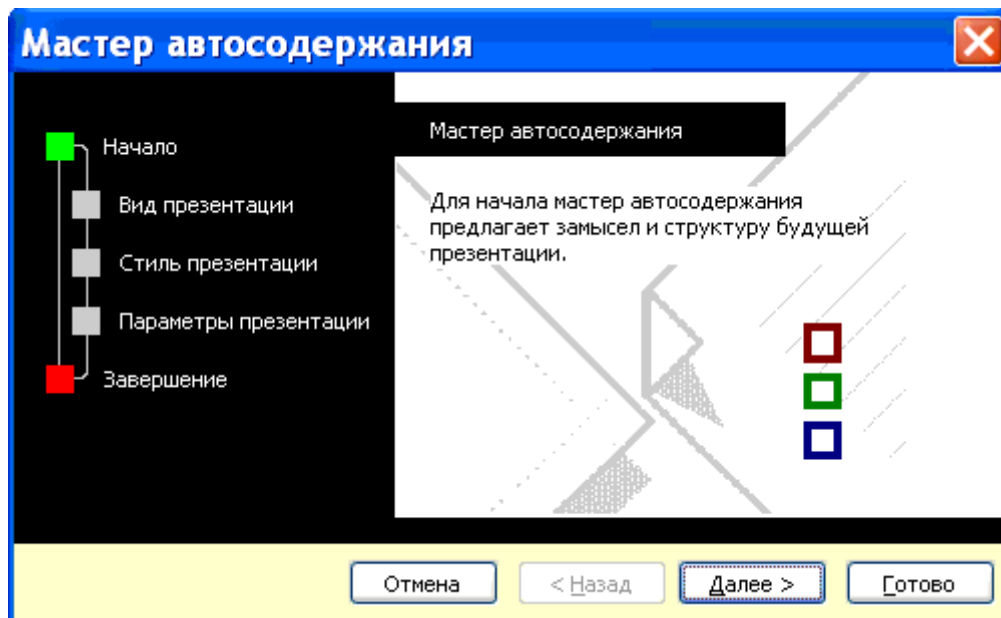 Мастер автосодержания
Начало
Вид презентации
Стиль презентации
Параметры презентации
Завершение
Мастер автосодержания
Для начала мастер автосодержания
предлагает замысел и структуру будущей
презентации.
Отмена
< Назад
Далее >
Готово